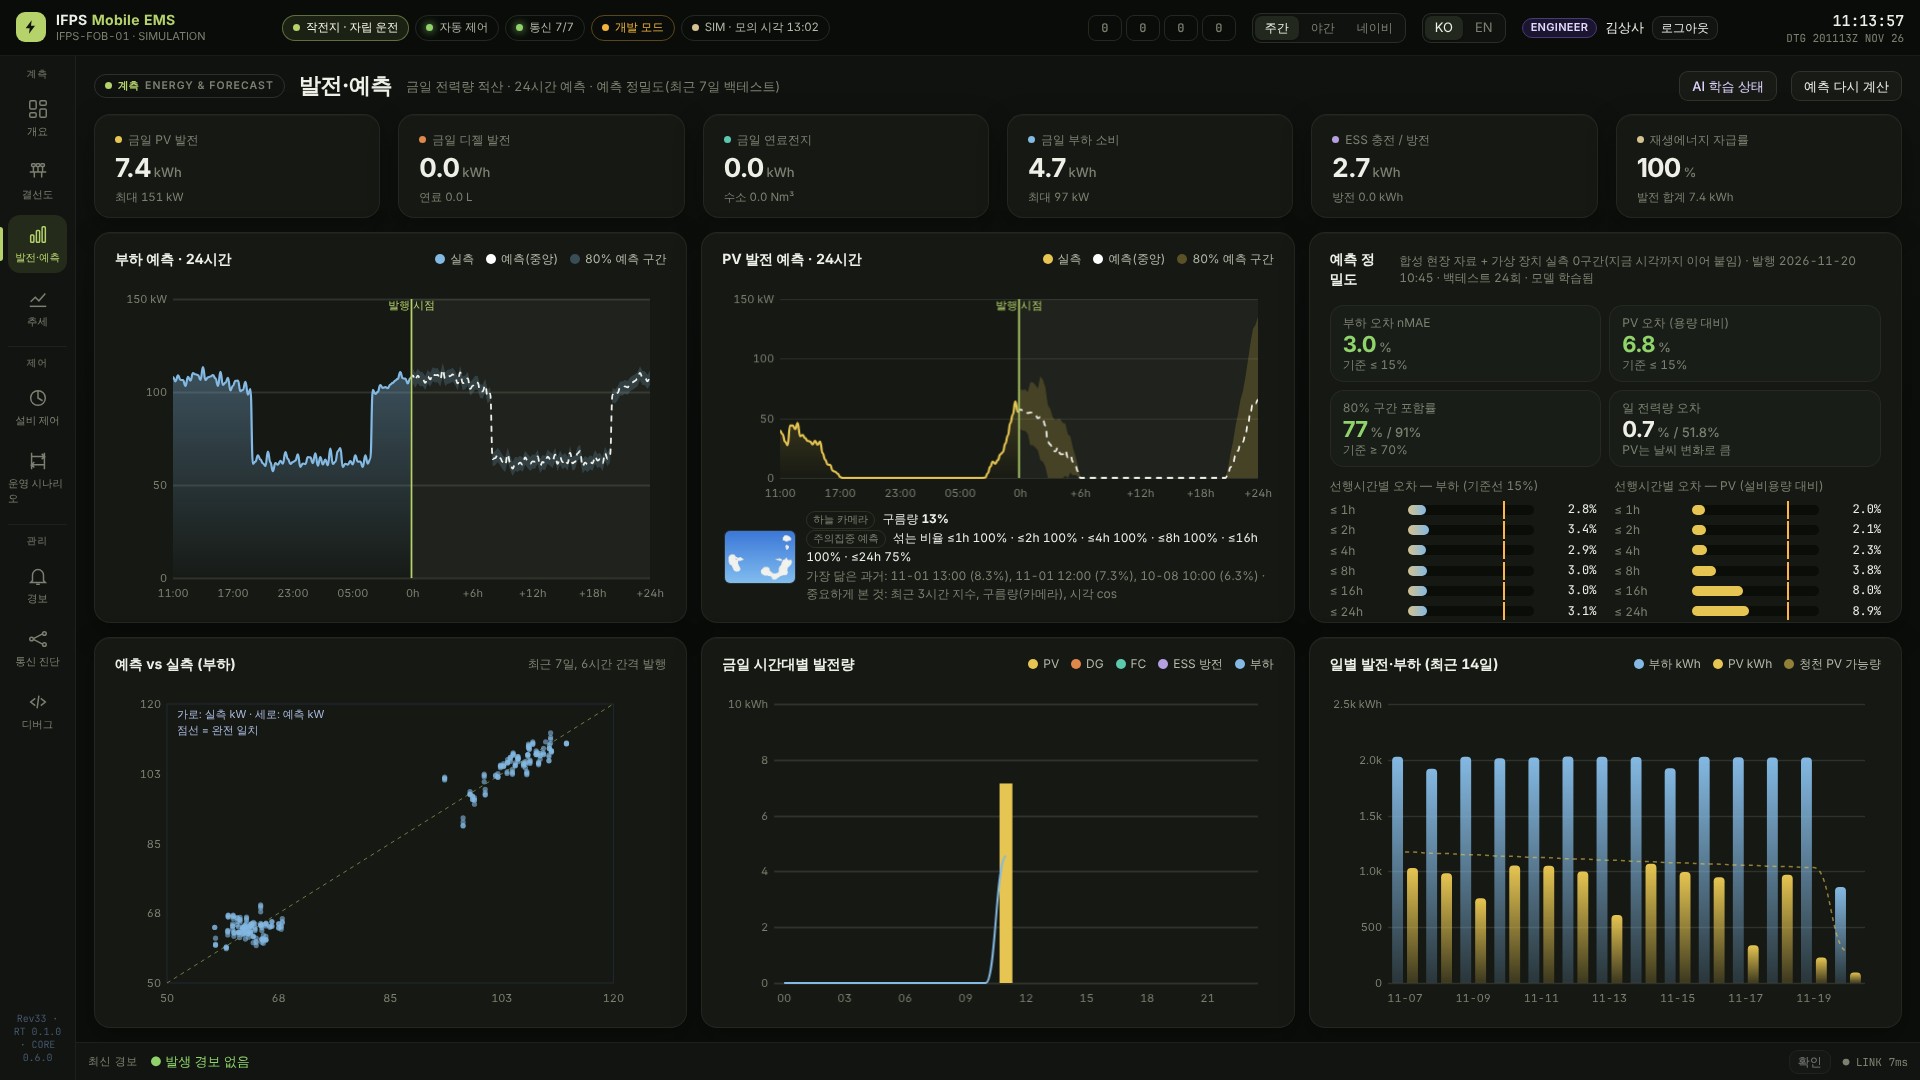 IFPS Mobile EMS
IFPS-FOB-01 · SIMULATION
작전지 · 자립 운전
자동 제어
통신 7/7
개발 모드
SIM · 모의 시각 13:02
0 0 0 0
주간 야간 네이비
KO EN
ENGINEER 김상사 로그아웃
11:13:57
DTG 201113Z NOV 26
계측
개요
결선도
발전·예측
추세
제어
설비 제어
운영 시나리
오
관리
경보
통신 진단
디버그
Rev33 ·
RT 0.1.0
· CORE
0.6.0
계측 ENERGY & FORECAST
발전·예측
금일 전력량 적산 · 24시간 예측 · 예측 정밀도(최근 7일 백테스트)
AI 학습 상태
예측 다시 계산
금일 PV 발전
7.4 kWh
최대 151 kW
금일 디젤 발전
0.0 kWh
연료 0.0 L
금일 연료전지
0.0 kWh
수소 0.0 Nm³
금일 부하 소비
4.7 kWh
최대 97 kW
ESS 충전 / 방전
2.7 kWh
방전 0.0 kWh
재생에너지 자급률
100 %
발전 합계 7.4 kWh
부하 예측 · 24시간
실측 예측(중앙) 80% 예측 구간
발행 시점
150 kW
100
50
0
11:00 17:00 23:00 05:00 0h +6h +12h +18h +24h
PV 발전 예측 · 24시간
실측 예측(중앙) 80% 예측 구간
발행 시점
150 kW
100
50
0
11:00 17:00 23:00 05:00 0h +6h +12h +18h +24h
하늘 카메라 구름량 13%
주의집중 예측 섞는 비율 ≤1h 100% · ≤2h 100% · ≤4h 100% · ≤8h 100% · ≤16h
100% · ≤24h 75%
가장 닮은 과거: 11-01 13:00 (8.3%), 11-01 12:00 (7.3%), 10-08 10:00 (6.3%) ·
중요하게 본 것: 최근 3시간 지수, 구름량(카메라), 시각 cos
예측 정
밀도
합성 현장 자료 + 가상 장치 실측 0구간(지금 시각까지 이어 붙임) · 발행 2026-11-20
10:45 · 백테스트 24회 · 모델 학습됨
부하 오차 nMAE
3.0 %
기준 ≤ 15%
PV 오차 (용량 대비)
6.8 %
기준 ≤ 15%
80% 구간 포함률
77 % / 91%
기준 ≥ 70%
일 전력량 오차
0.7 % / 51.8%
PV는 날씨 변화로 큼
선행시간별 오차 — 부하 (기준선 15%)
≤ 1h 2.8%
≤ 2h 3.4%
≤ 4h 2.9%
≤ 8h 3.0%
≤ 16h 3.0%
≤ 24h 3.1%
선행시간별 오차 — PV (설비용량 대비)
≤ 1h 2.0%
≤ 2h 2.1%
≤ 4h 2.3%
≤ 8h 3.8%
≤ 16h 8.0%
≤ 24h 8.9%
예측 vs 실측 (부하)
최근 7일, 6시간 간격 발행
가로: 실측 kW · 세로: 예측 kW
점선 = 완전 일치
120
103
85
68
50
50 68 85 103 120
금일 시간대별 발전량
PV DG FC ESS 방전 부하
10 kWh
8
6
4
2
0
00 03 06 09 12 15 18 21
일별 발전·부하 (최근 14일)
부하 kWh PV kWh 청천 PV 가능량
2.5k kWh
2.0k
1.5k
1.0k
500
0
11-07 11-09 11-11 11-13 11-15 11-17 11-19
최신 경보 발생 경보 없음
확인
LINK 7ms